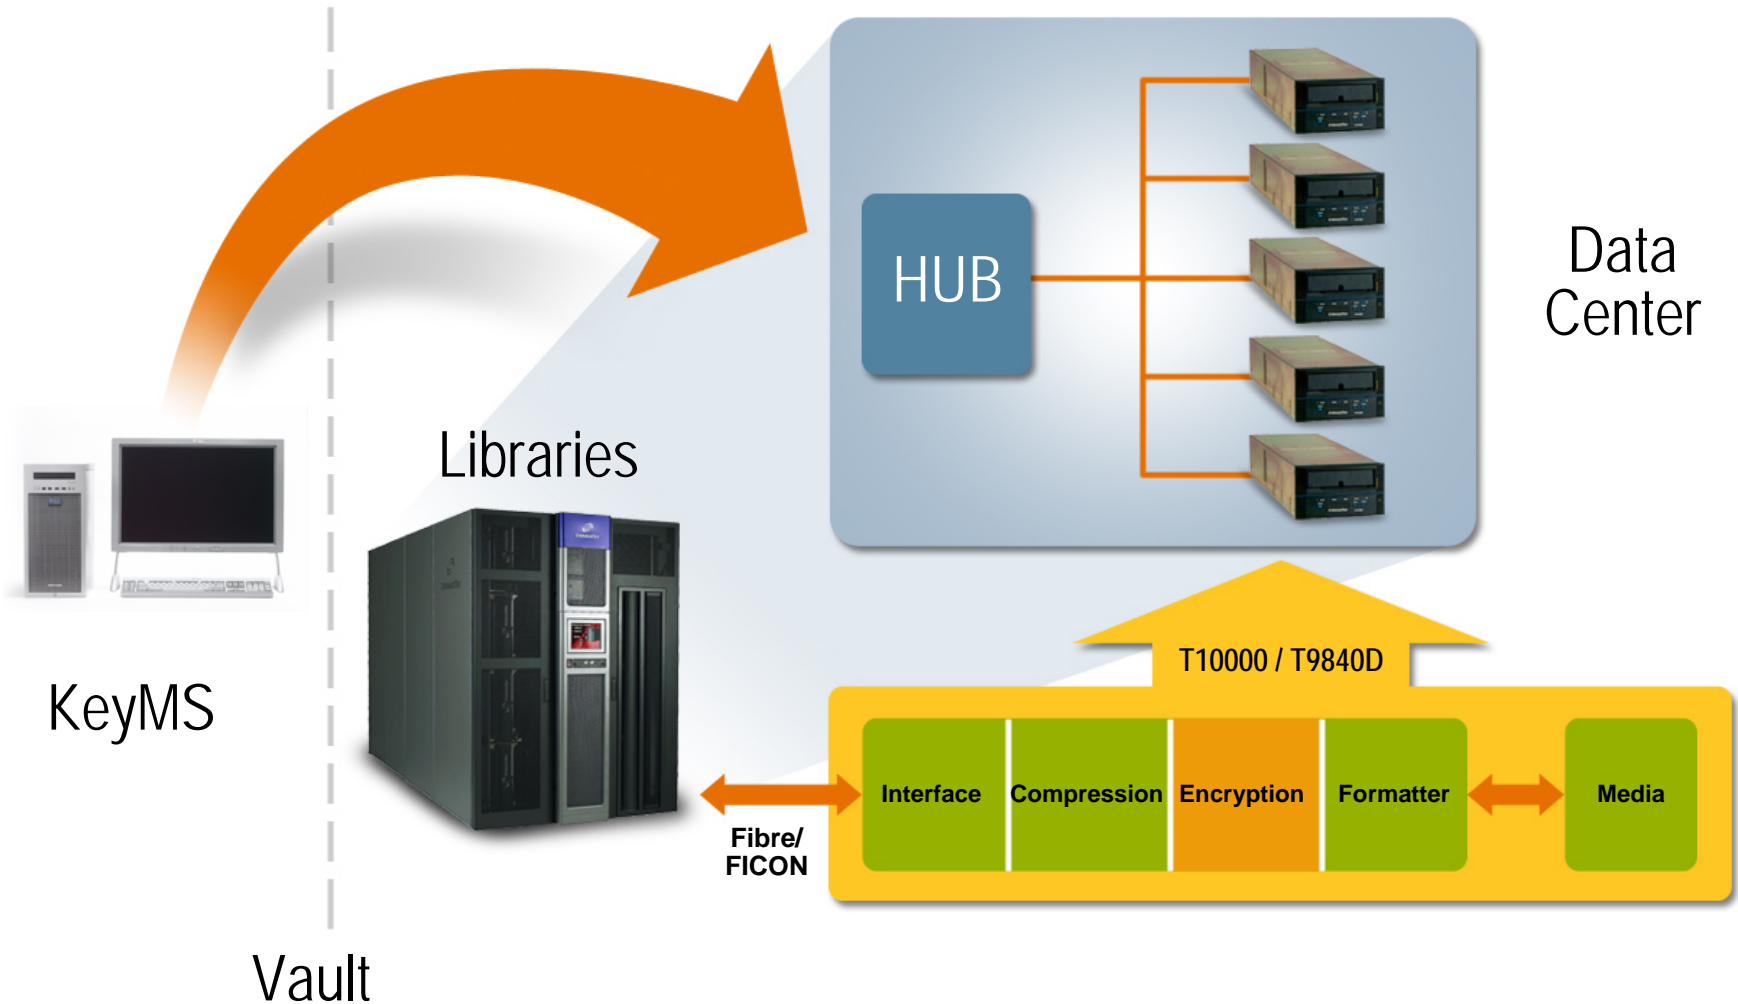 HUB
Data
Center
Libraries
KeyMS
T10000 / T9840D
Interface
Compression
Encryption
Formatter
Media
Fibre/
FICON
Vault